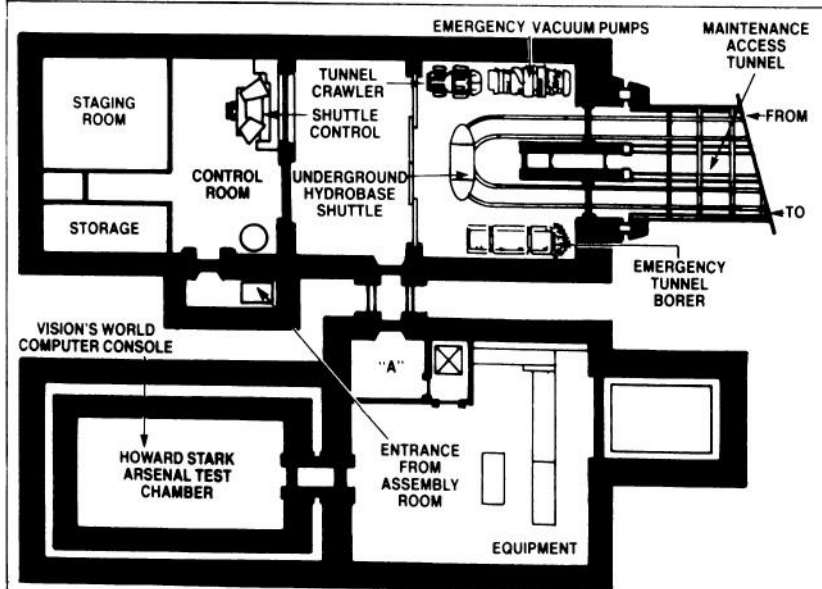 EMERGENCY VACUUM PUMPS
MAINTENANCE
ACCESS
TUNNEL
TUNNEL
CRAWLER
STAGING
ROOM
SHUTTLE
CONTROL
FROM
CONTROL
ROOM
UNDERGROUND
HYDROBASE
SHUTTLE
STORAGE
TO
EMERGENCY
TUNNEL
BORER
VISION'S WORLD
COMPUTER CONSOLE
"A"
HOWARD STARK
ARSENAL TEST
CHAMBER
ENTRANCE
FROM
ASSEMBLY
ROOM
EQUIPMENT